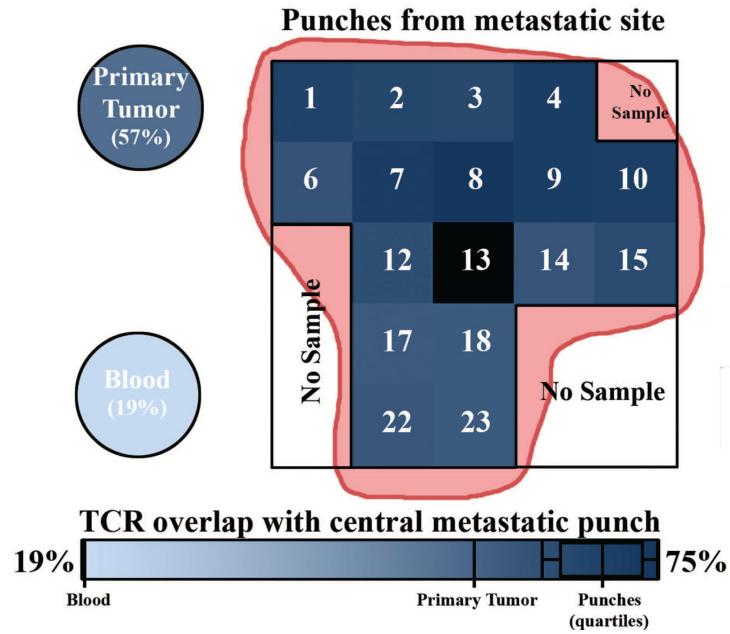 Punches from metastatic site
Primary
Tumor
(57%)
1 2 3 4 No
Sample
6 7 8 9 10
12 13 14 15
No Sample
17 18
No Sample
22 23
Blood
(19%)
TCR overlap with central metastatic punch
19% 75%
Blood Primary Tumor Punches
(quartiles)